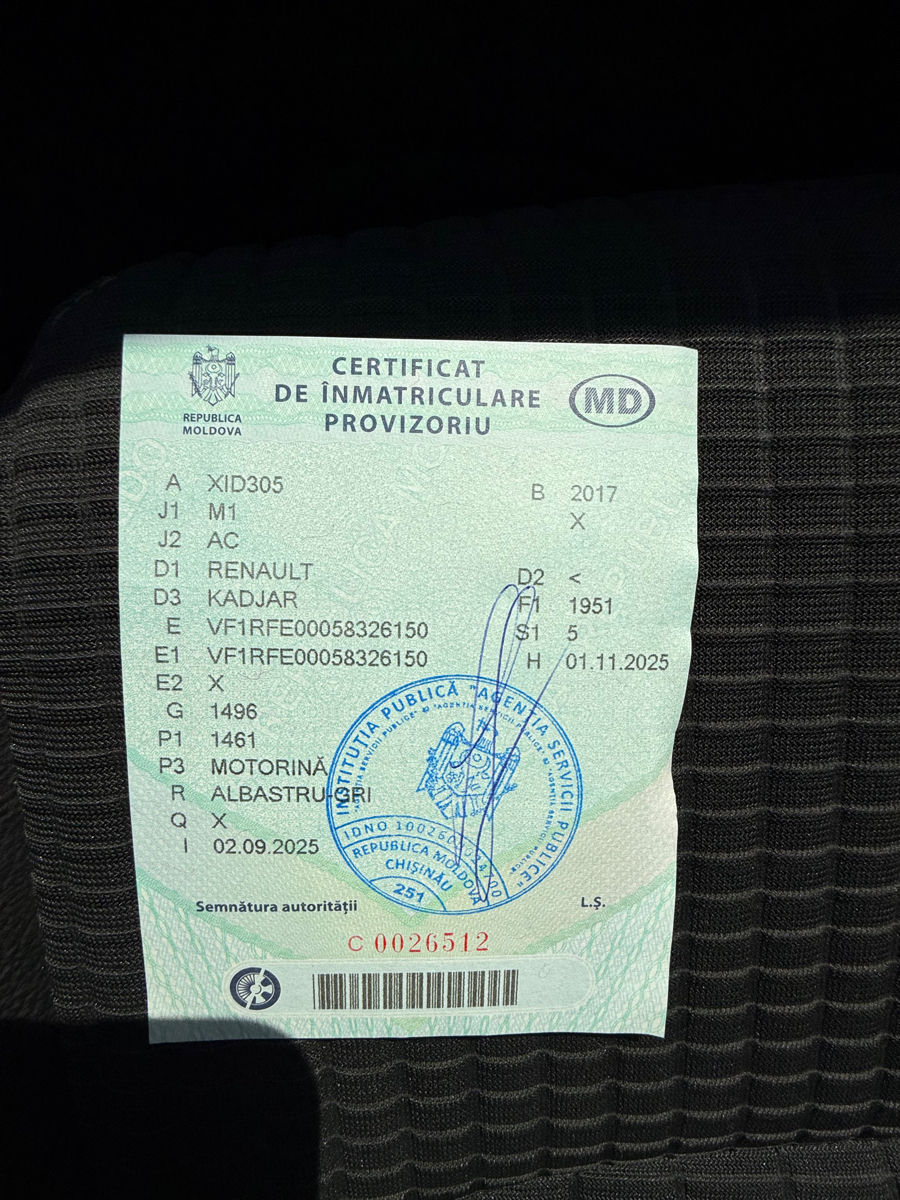 CERTIFICAT
DE ÎNMATRICULARE
PROVIZORIU
REPUBLICA
MOLDOVA
MD
A XID305
B 2017
J1 M1
X
J2 AC
D1 RENAULT
D2 <
D3 KADJAR
F1 1951
E VF1RFE00058326150
S1 5
E1 VF1RFE00058326150
H 01.11.2025
E2 X
G 1496
P1 1461
P3 MOTORINĂ
R ALBASTRU-GRI
Q X
I 02.09.2025
INSTITUȚIA PUBLICĂ "AGENȚIA SERVICII PUBLICE"
IDNO
REPUBLICA MOLDOVA
CHIȘINĂU
251
Semnătura autorității
L.Ș.
C 0026512